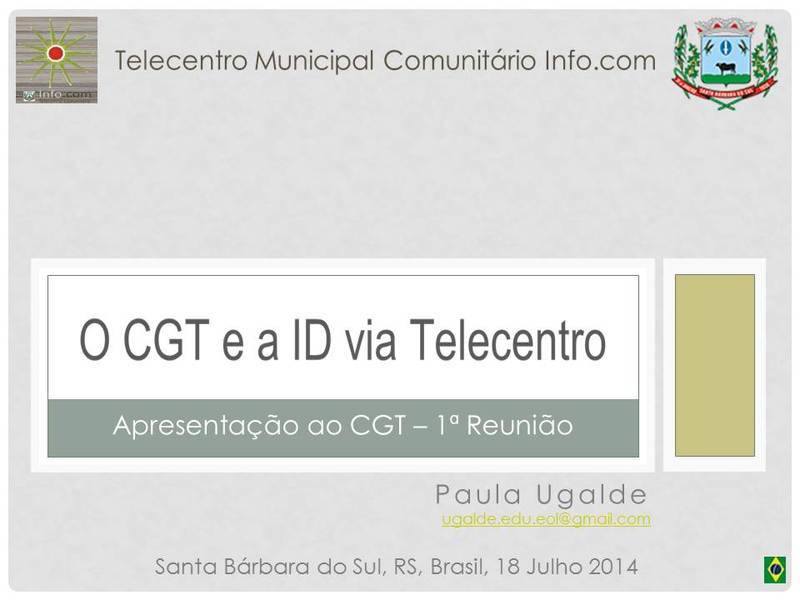 Telecentro Municipal Comunitário Info.com
Info.com
SANTA BÁRBARA DO SUL
O CGT e a ID via Telecentro
Apresentação ao CGT – 1ª Reunião
Paula Ugalde
ugalde.edu.eol@gmail.com
Santa Bárbara do Sul, RS, Brasil, 18 Julho 2014